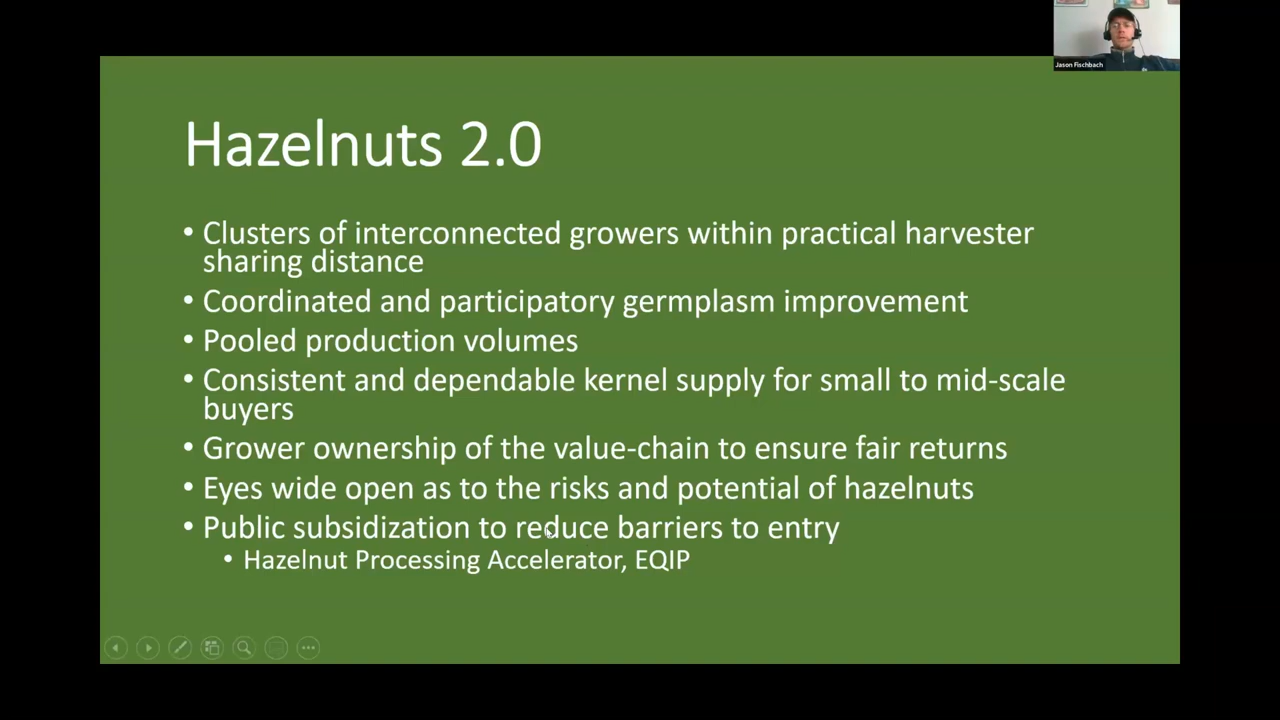 Jason Fischbach
Hazelnuts 2.0
• Clusters of interconnected growers within practical harvester
sharing distance
• Coordinated and participatory germplasm improvement
• Pooled production volumes
• Consistent and dependable kernel supply for small to mid-scale
buyers
• Grower ownership of the value-chain to ensure fair returns
• Eyes wide open as to the risks and potential of hazelnuts
• Public subsidization to reduce barriers to entry
• Hazelnut Processing Accelerator, EQIP